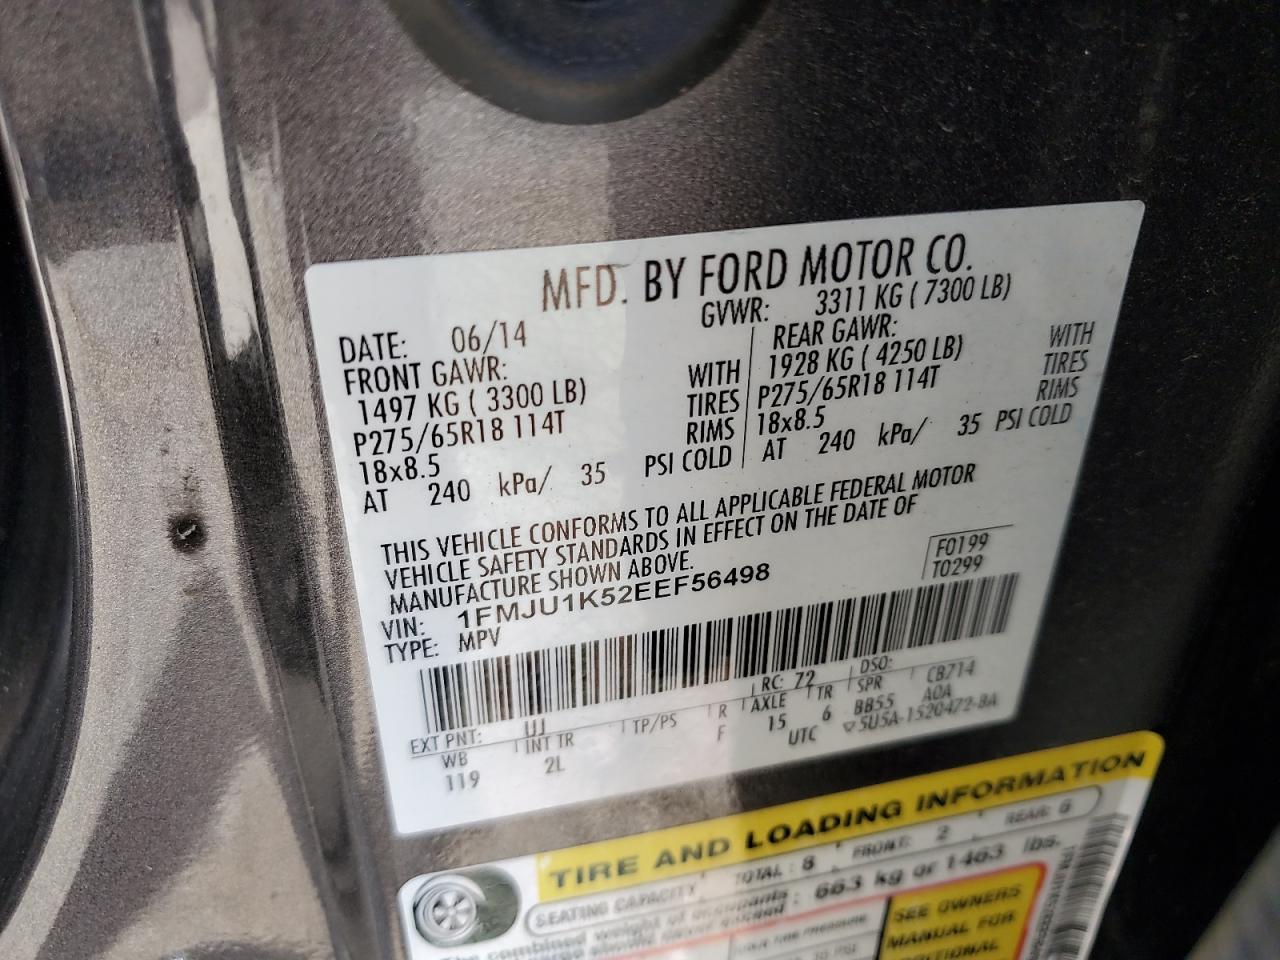 MFD. BY FORD MOTOR CO.
DATE: 06/14 GVWR: 3311 KG ( 7300 LB)
FRONT GAWR: REAR GAWR:
1497 KG ( 3300 LB) WITH 1928 KG ( 4250 LB) WITH
P275/65R18 114T TIRES P275/65R18 114T TIRES
18x8.5 RIMS 18x8.5 RIMS
AT 240 kPa/ 35 PSI COLD AT 240 kPa/ 35 PSI COLD
THIS VEHICLE CONFORMS TO ALL APPLICABLE FEDERAL MOTOR
VEHICLE SAFETY STANDARDS IN EFFECT ON THE DATE OF
MANUFACTURE SHOWN ABOVE.
VIN: 1FMJU1K52EEF56498 F0199
TYPE: MPV T0299
EXT PNT: UJ RC: 72 DSO:
WB INT TR TP/PS R AXLE TR SPR CB714
119 2L F 15 6 BB55 A0A
UTC ▽5U5A-1520472-BA
TIRE AND LOADING INFORMATION
SEATING CAPACITY TOTAL : 8 FRONT: 2 REAR: 6
The combined weight of occupants : 663 kg or 1463 lbs.
SEE OWNERS
MANUAL FOR